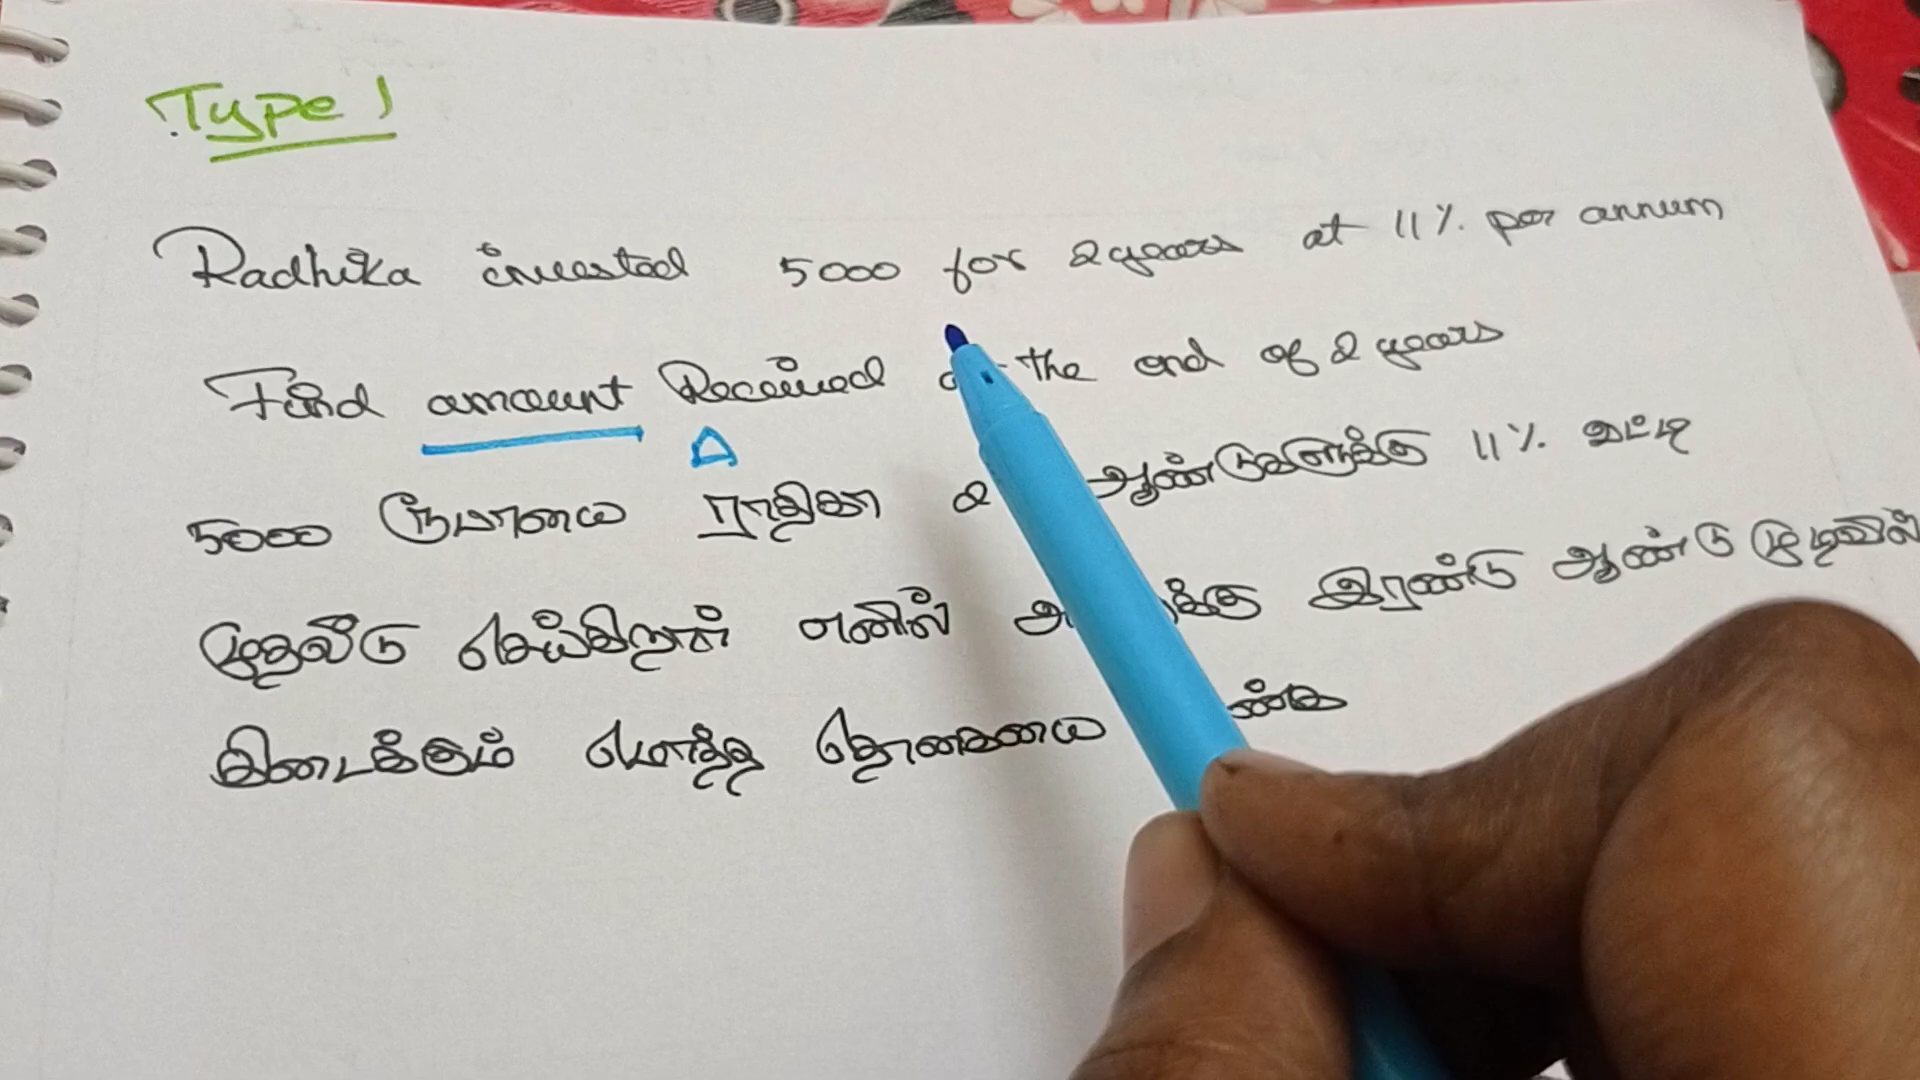 Type 1
Radhika invested 5000 for 2 years at 11% per annum
Find amount Received the end of 2 years
A
5000 ரூபாயை ராதிகா 2 ஆண்டுகளுக்கு 11% வட்டி
முதலீடு செய்கிறாள் எனில் இரண்டு ஆண்டு முடிவில்
கிடைக்கும் மொத்த தொகையை